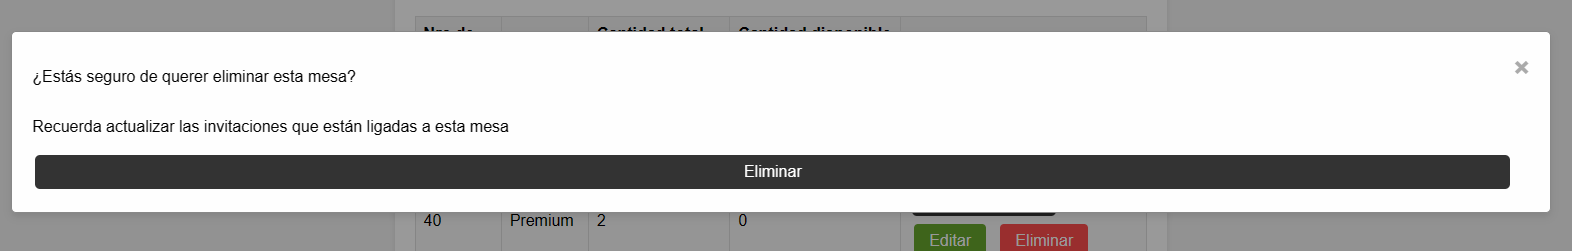 ¿Estás seguro de querer eliminar esta mesa?
Recuerda actualizar las invitaciones que están ligadas a esta mesa
Eliminar
40 Premium 2 0
Editar Eliminar